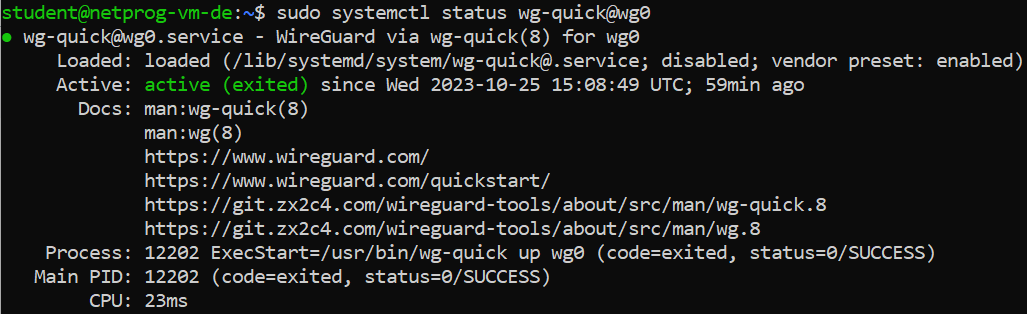 student@netprog-vm-de:~$ sudo systemctl status wg-quick@wg0
● wg-quick@wg0.service - WireGuard via wg-quick(8) for wg0
     Loaded: loaded (/lib/systemd/system/wg-quick@.service; disabled; vendor preset: enabled)
     Active: active (exited) since Wed 2023-10-25 15:08:49 UTC; 59min ago
       Docs: man:wg-quick(8)
             man:wg(8)
             https://www.wireguard.com/
             https://www.wireguard.com/quickstart/
             https://git.zx2c4.com/wireguard-tools/about/src/man/wg-quick.8
             https://git.zx2c4.com/wireguard-tools/about/src/man/wg.8
    Process: 12202 ExecStart=/usr/bin/wg-quick up wg0 (code=exited, status=0/SUCCESS)
   Main PID: 12202 (code=exited, status=0/SUCCESS)
        CPU: 23ms